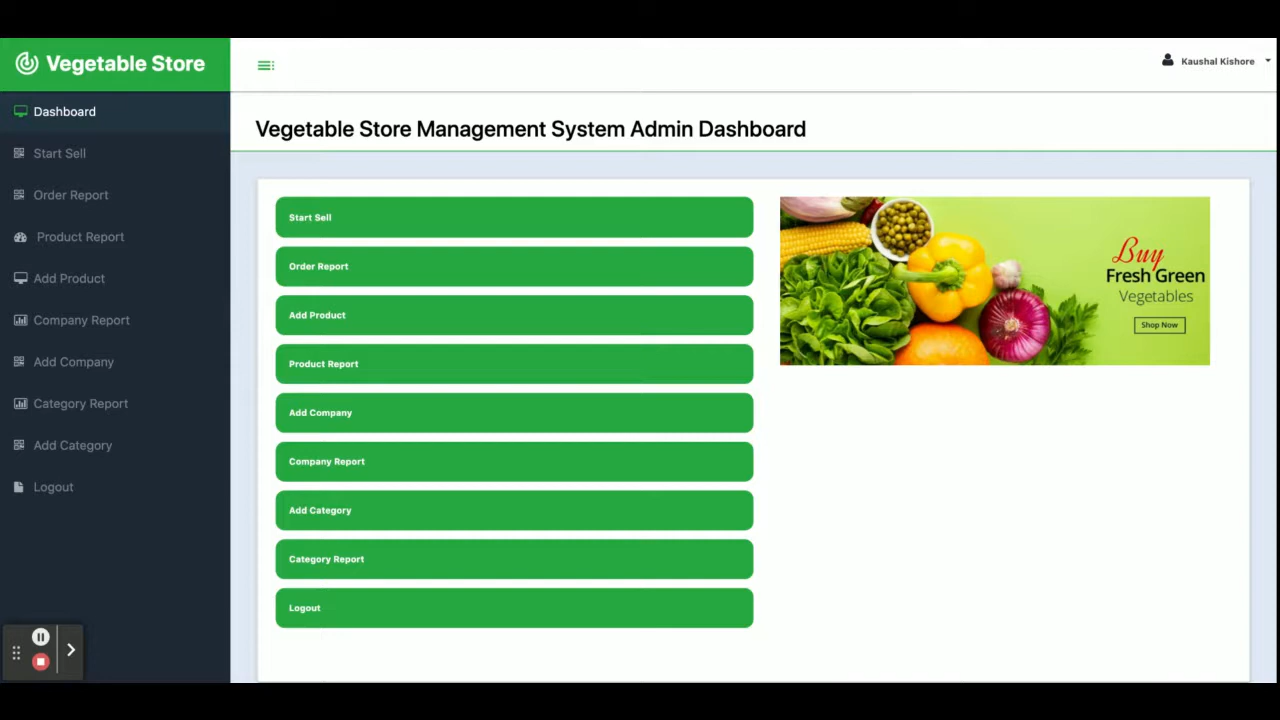 Vegetable Store
Kaushal Kishore
Dashboard
Start Sell
Order Report
Product Report
Add Product
Company Report
Add Company
Category Report
Add Category
Logout
Vegetable Store Management System Admin Dashboard
Start Sell
Order Report
Add Product
Product Report
Add Company
Company Report
Add Category
Category Report
Logout
Buy
Fresh Green
Vegetables
Shop Now